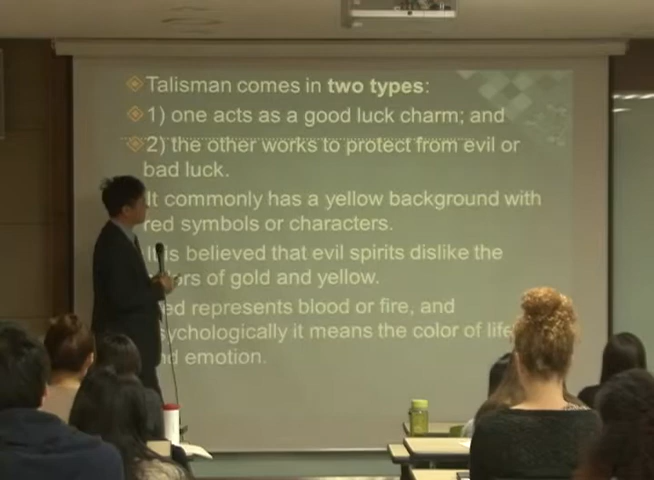 Talisman comes in two types:
1) one acts as a good luck charm; and
2) the other works to protect from evil or
bad luck.
It commonly has a yellow background with
red symbols or characters.
It is believed that evil spirits dislike the
of gold and yellow.
represents blood or fire, and
psychologically it means the color of life
and emotion.